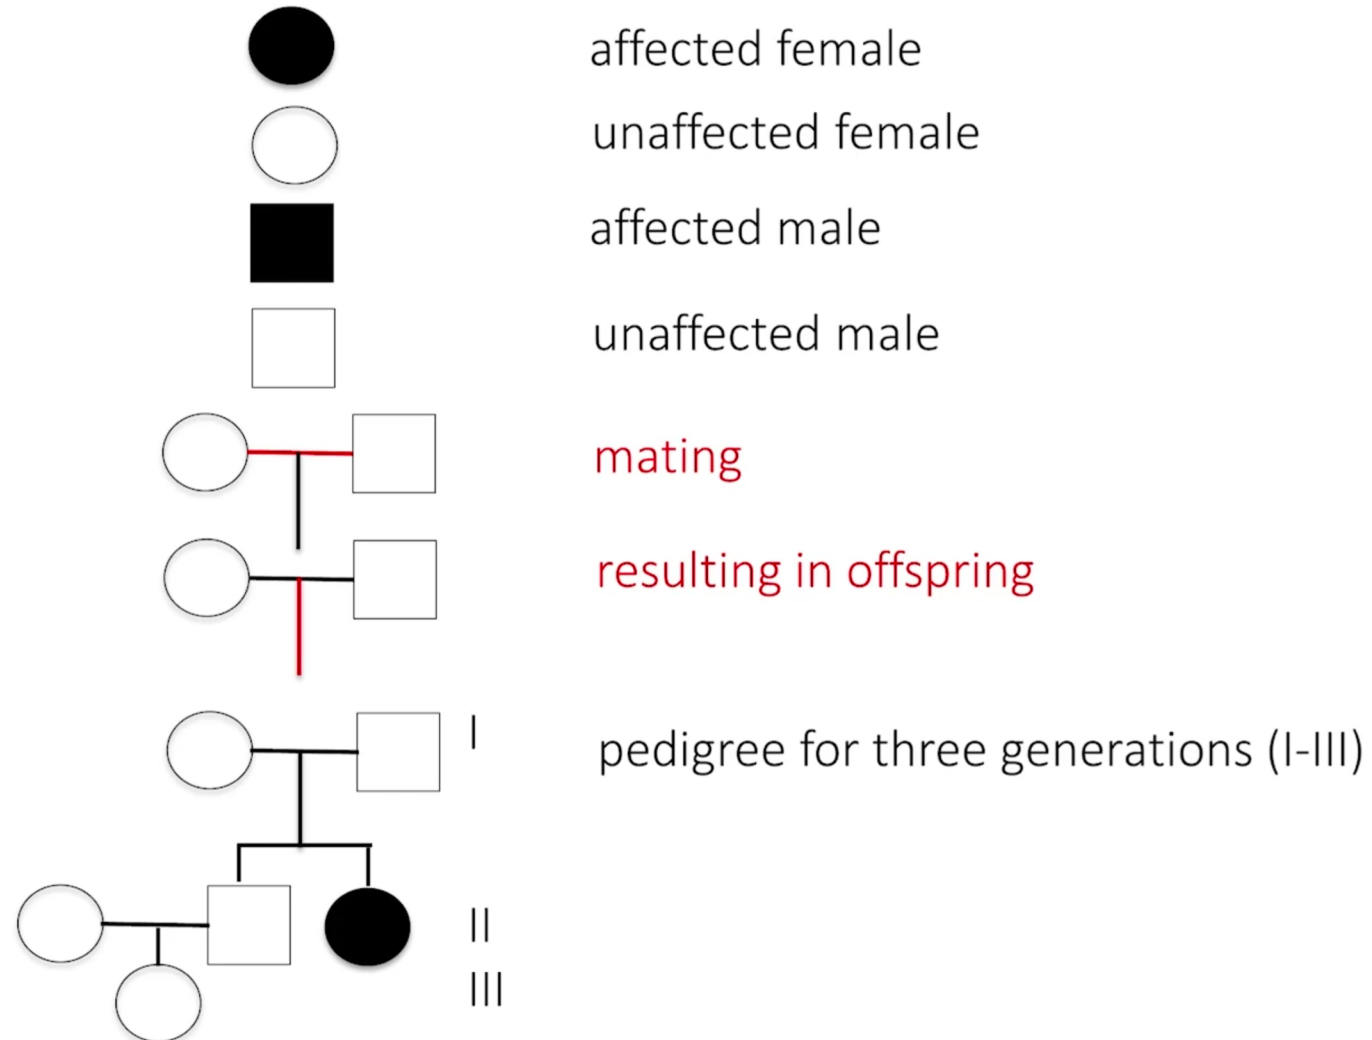 affected female
unaffected female
affected male
unaffected male
mating
resulting in offspring
I
pedigree for three generations (I-III)
II
III